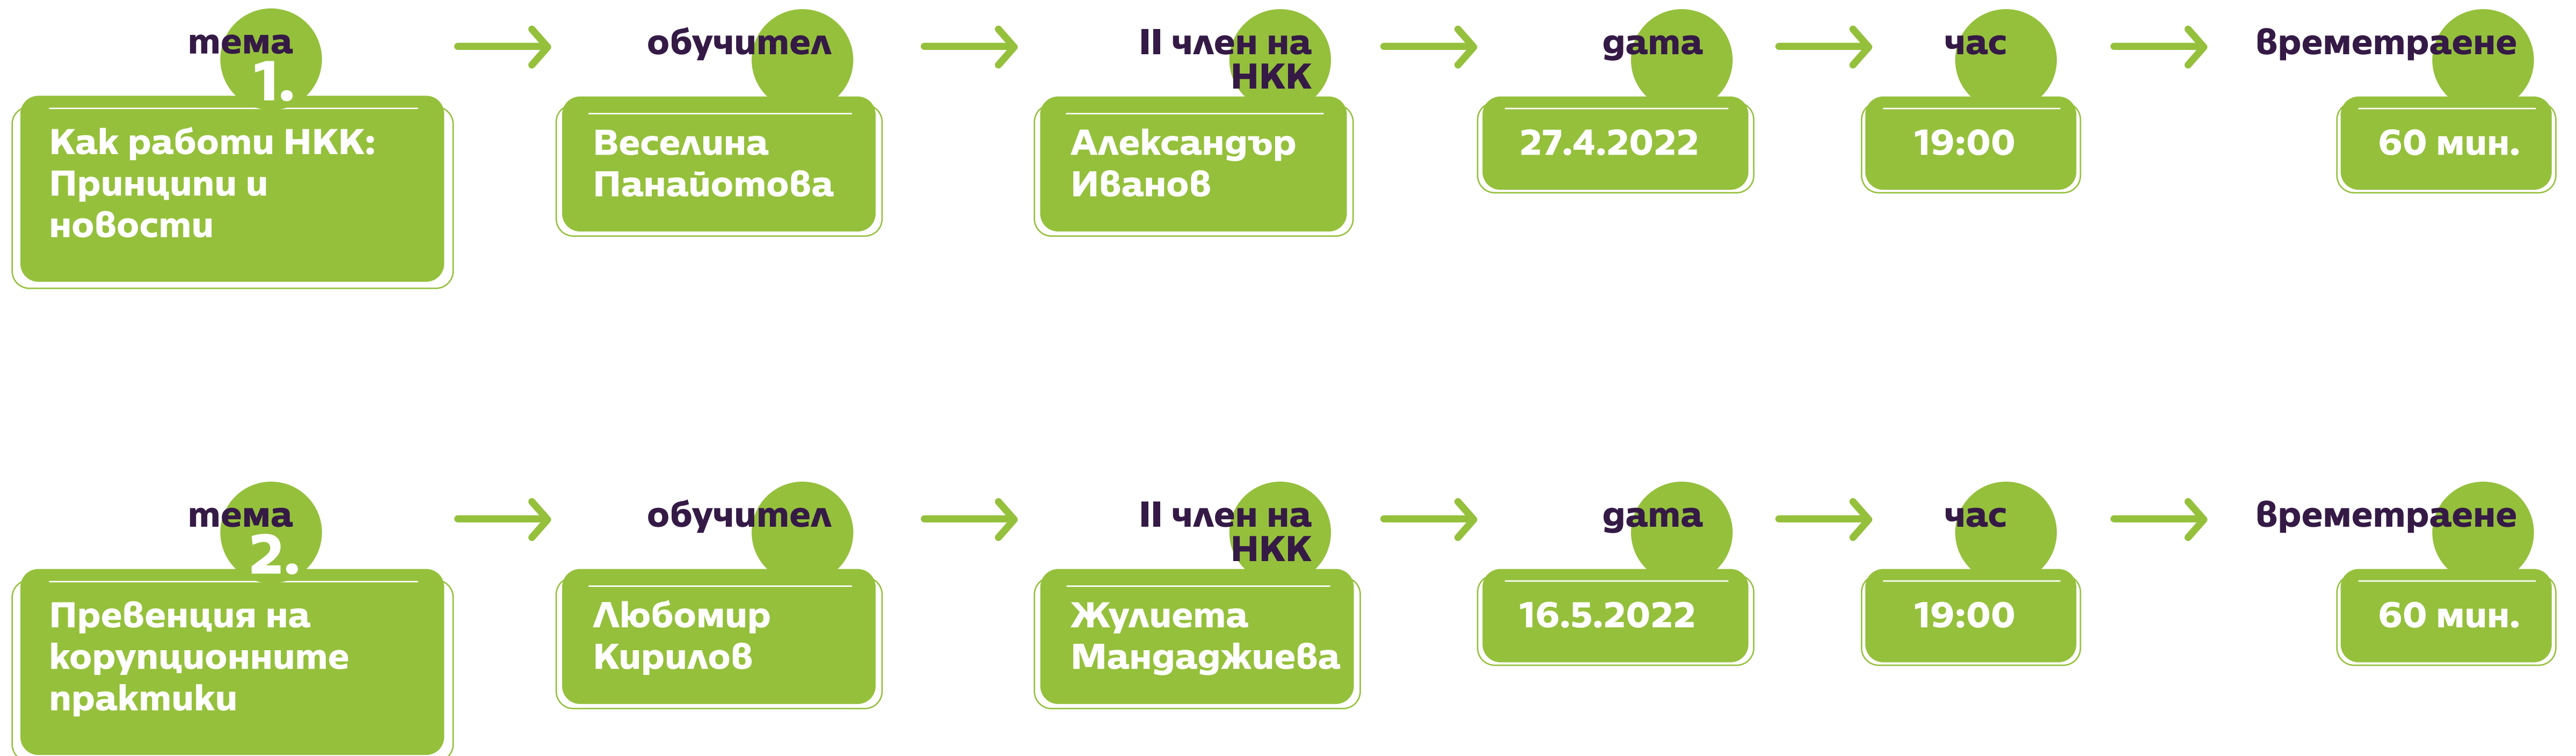 тема
1.
Как работи НКК:
Принципи и
новости
обучител
Веселина
Панайотова
II член на
НКК
Александър
Иванов
дата
27.4.2022
час
19:00
времетраене
60 мин.
тема
2.
Превенция на
корупционните
практики
обучител
Любомир
Кирилов
II член на
НКК
Жулиета
Мандаджиева
дата
16.5.2022
час
19:00
времетраене
60 мин.